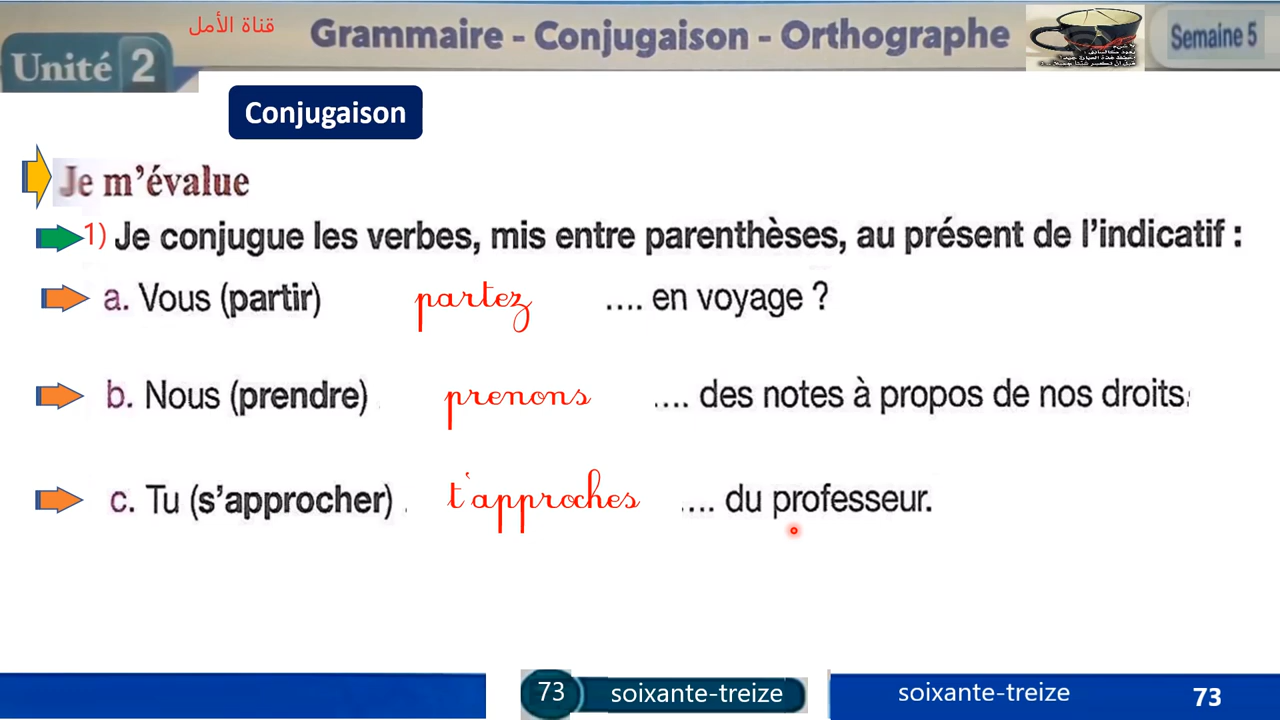 قناة الأمل
Grammaire - Conjugaison - Orthographe
Semaine 5
Unité 2
Conjugaison
Je m'évalue
1) Je conjugue les verbes, mis entre parenthèses, au présent de l'indicatif :
a. Vous (partir) partez .... en voyage ?
b. Nous (prendre) prenons .... des notes à propos de nos droits.
c. Tu (s'approcher) t'approches .... du professeur.
73 soixante-treize
soixante-treize 73